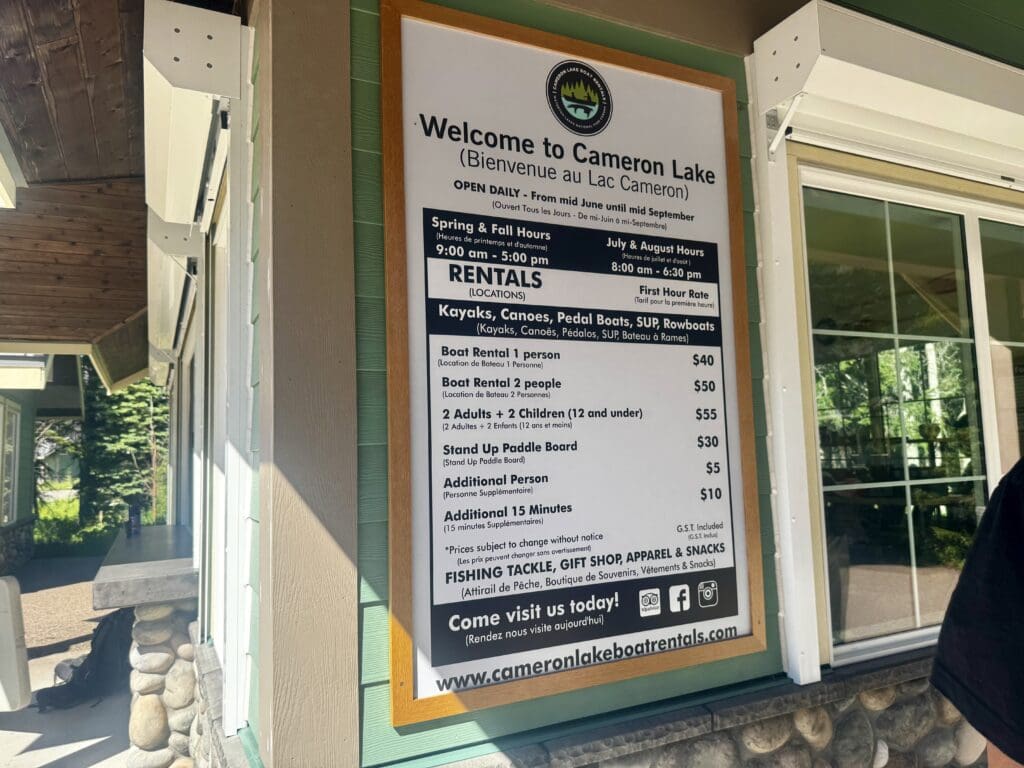 CAMERON LAKE BOAT RENTALS
Welcome to Cameron Lake
(Bienvenue au Lac Cameron)
OPEN DAILY - From mid June until mid September
(Ouvert Tous les Jours - De mi-Juin à mi-Septembre)
Spring & Fall Hours
(Heures de printemps et d'automne)
9:00 am - 5:00 pm
July & August Hours
(Heures de juillet et d'août)
8:00 am - 6:30 pm
RENTALS
(LOCATIONS)
First Hour Rate
(Tarif pour la première heure)
Kayaks, Canoes, Pedal Boats, SUP, Rowboats
(Kayaks, Canoës, Pédalos, SUP, Bateau à Rames)
Boat Rental 1 person $40
(Location de Bateau 1 Personne)
Boat Rental 2 people $50
(Location de Bateau 2 Personnes)
2 Adults + 2 Children (12 and under) $55
(2 Adultes + 2 Enfants (12 ans et moins)
Stand Up Paddle Board $30
(Stand Up Paddle Board)
Additional Person $5
(Personne Supplémentaire)
Additional 15 Minutes $10
(15 minutes Supplémentaires)
*Prices subject to change without notice
(Les prix peuvent changer sans avertissement)
G.S.T. Included
(G.S.T. Inclus)
FISHING TACKLE, GIFT SHOP, APPAREL & SNACKS
(Attirail de Pêche, Boutique de Souvenirs, Vêtements & Snacks)
Come visit us today!
(Rendez nous visite aujourd'hui)
tripadvisor
www.cameronlakeboatrentals.com